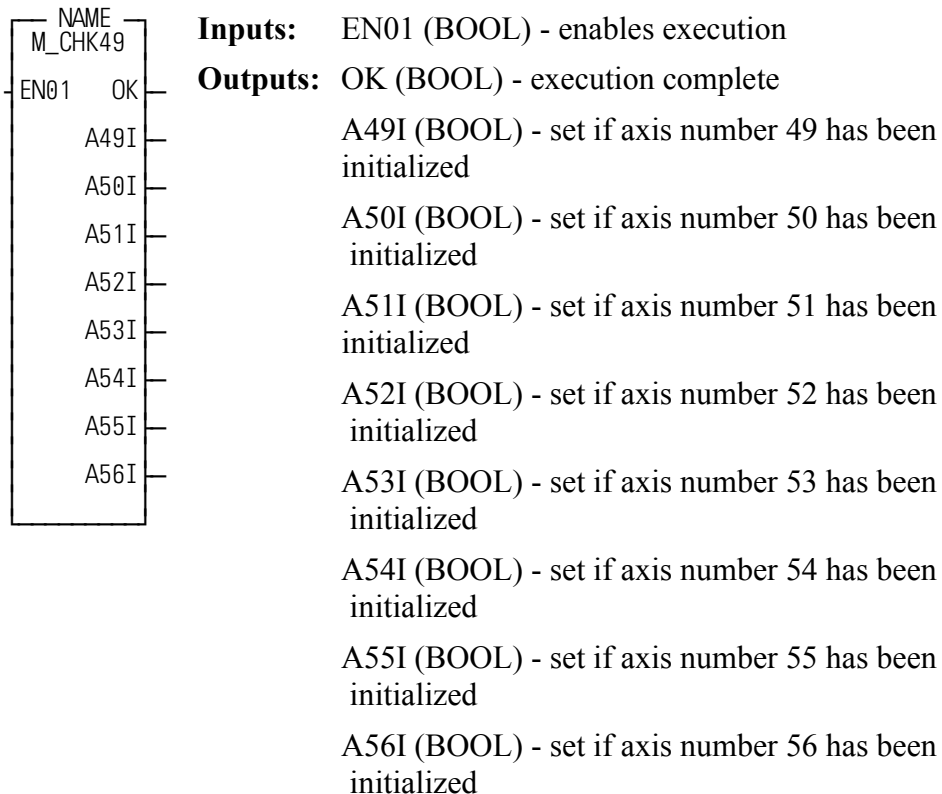 NAME
M_CHK49
EN01 OK
A49I
A50I
A51I
A52I
A53I
A54I
A55I
A56I
Inputs: EN01 (BOOL) - enables execution
Outputs: OK (BOOL) - execution complete
A49I (BOOL) - set if axis number 49 has been
initialized
A50I (BOOL) - set if axis number 50 has been
initialized
A51I (BOOL) - set if axis number 51 has been
initialized
A52I (BOOL) - set if axis number 52 has been
initialized
A53I (BOOL) - set if axis number 53 has been
initialized
A54I (BOOL) - set if axis number 54 has been
initialized
A55I (BOOL) - set if axis number 55 has been
initialized
A56I (BOOL) - set if axis number 56 has been
initialized